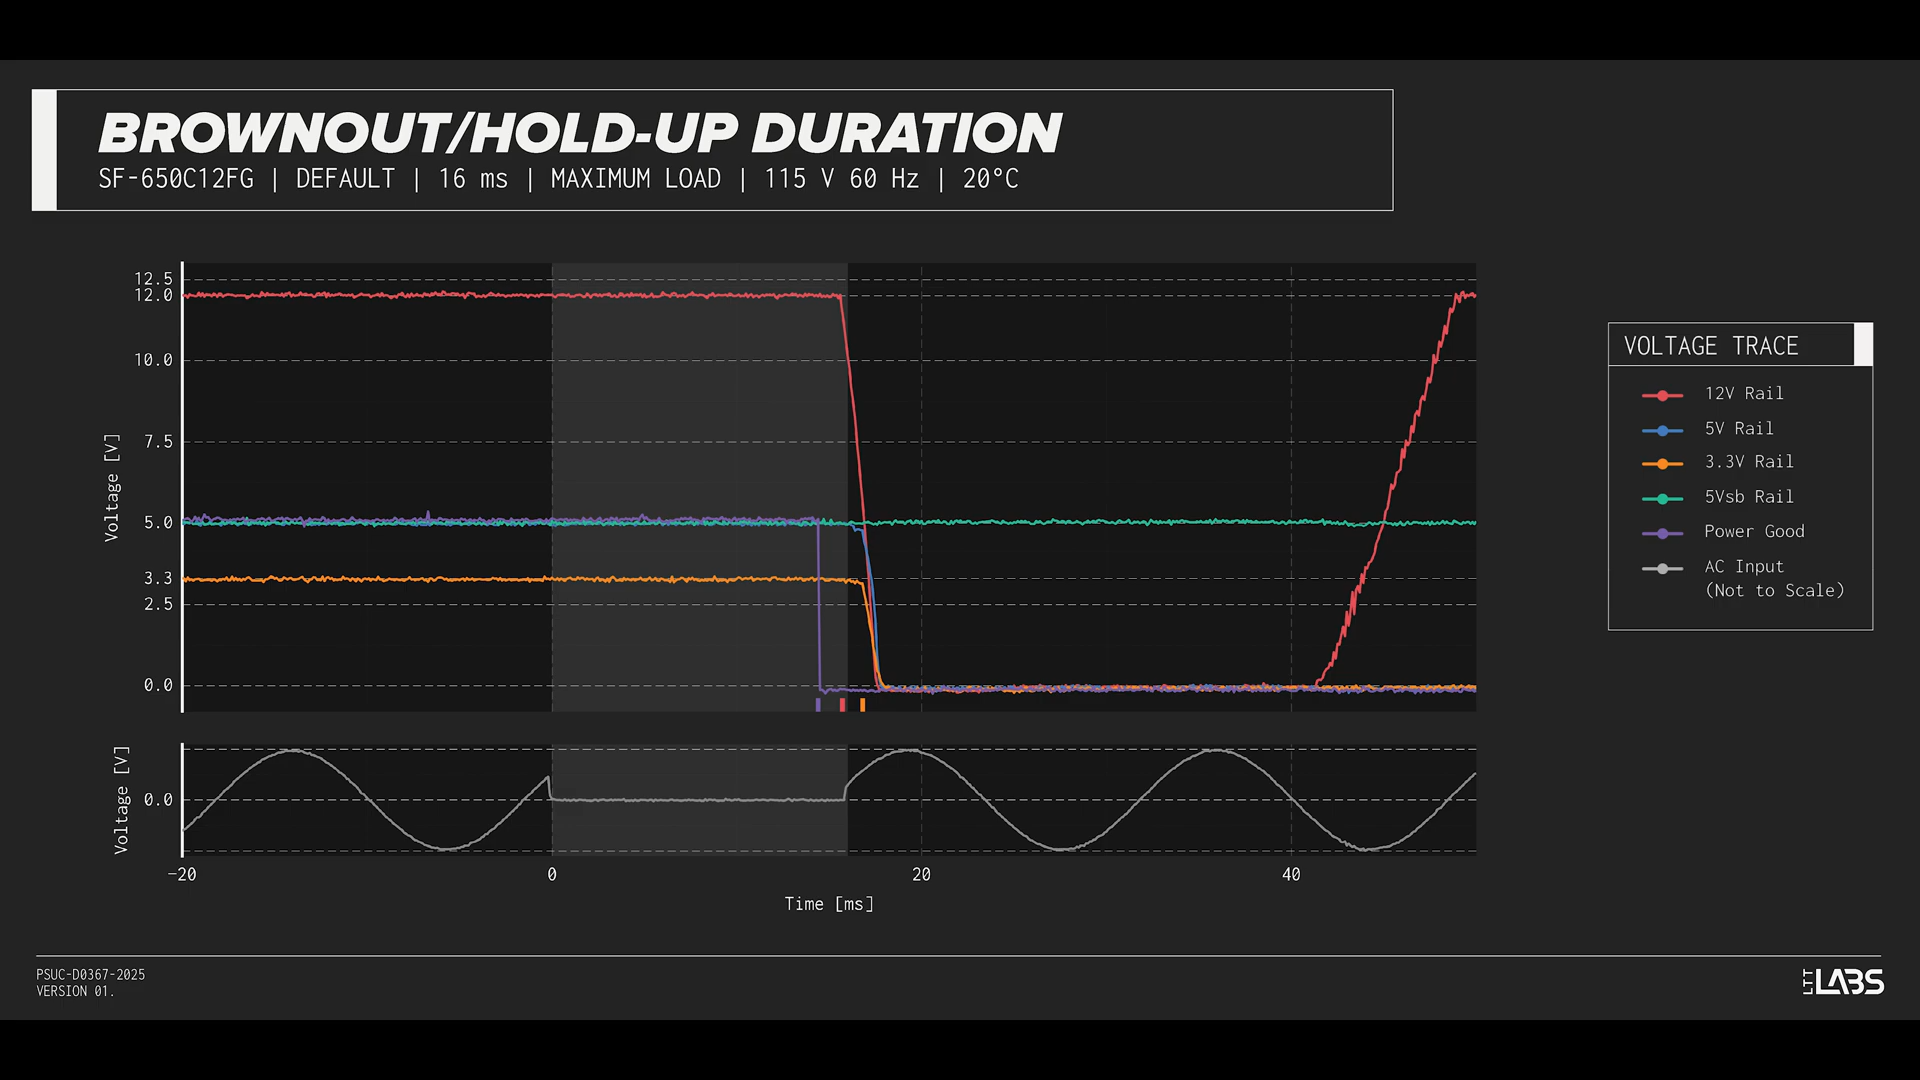 BROWNOUT/HOLD-UP DURATION
SF-650C12FG | DEFAULT | 16 ms | MAXIMUM LOAD | 115 V 60 Hz | 20°C
12.5
12.0
10.0
7.5
5.0
3.3
2.5
0.0
Voltage [V]
VOLTAGE TRACE
12V Rail
5V Rail
3.3V Rail
5Vsb Rail
Power Good
AC Input
(Not to Scale)
Voltage [V]
0.0
−20 0 20 40
Time [ms]
PSUC-D0367-2025
VERSION 01.
LTT LABS